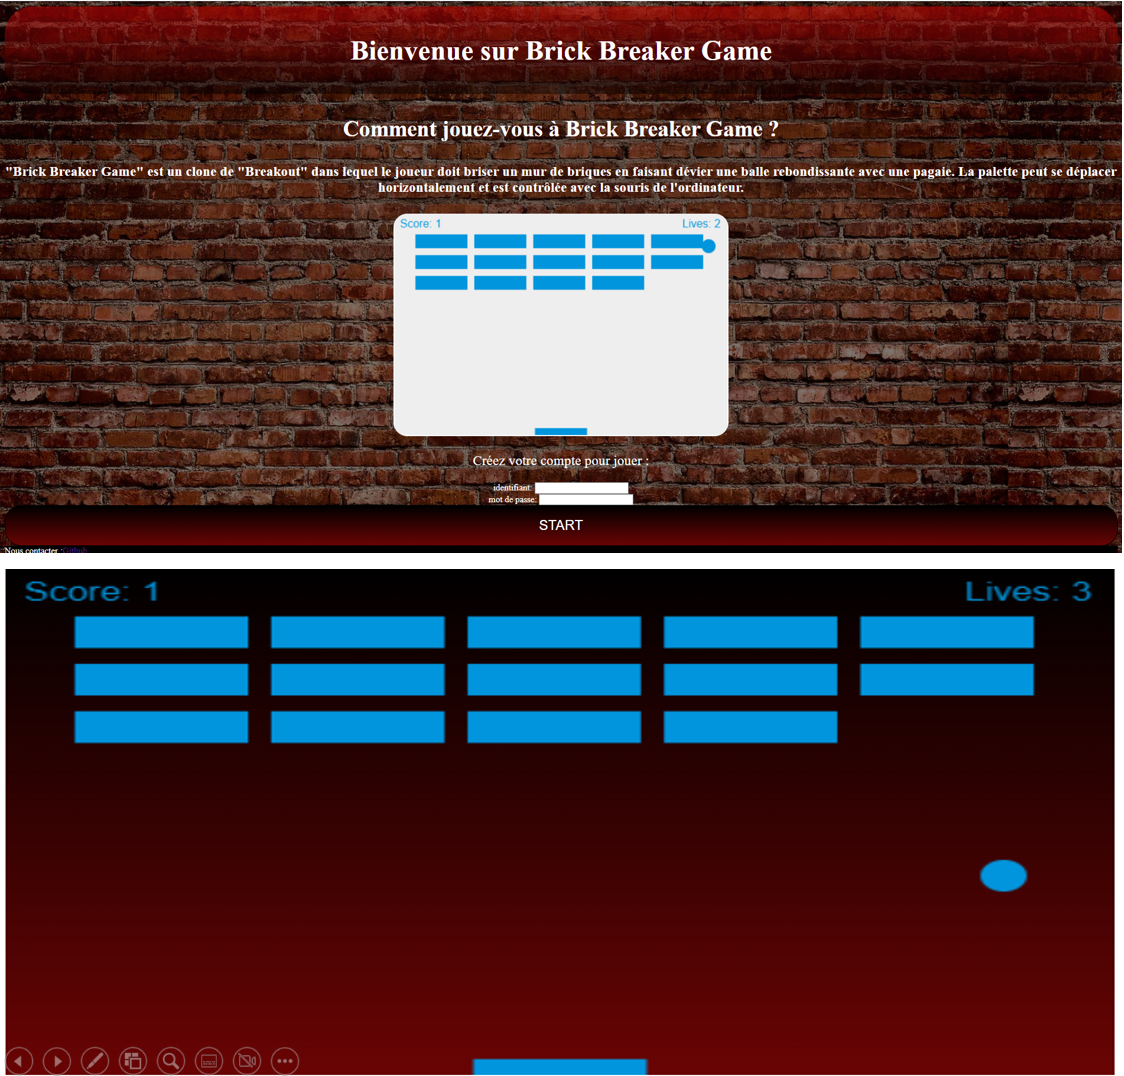 Bienvenue sur Brick Breaker Game
Comment jouez-vous à Brick Breaker Game ?
"Brick Breaker Game" est un clone de "Breakout" dans lequel le joueur doit briser un mur de briques en faisant dévier une balle rebondissante avec une pagaie. La palette peut se déplacer
horizontalement et est contrôlée avec la souris de l'ordinateur.
Score: 1 Lives: 2
Créez votre compte pour jouer :
identifiant:
mot de passe:
START
Nous contacter :Github
Score: 1 Lives: 3